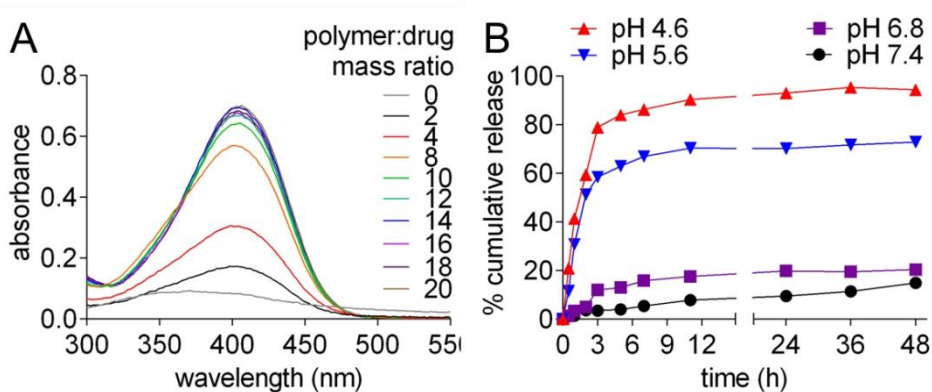 A
polymer:drug
mass ratio
0
2
4
8
10
12
14
16
18
20
absorbance
0.8
0.6
0.4
0.2
0.0
300 350 400 450 500 550
wavelength (nm)
B
pH 4.6 pH 6.8
pH 5.6 pH 7.4
% cumulative release
100
80
60
40
20
0
0 3 6 9 12 24 36 48
time (h)